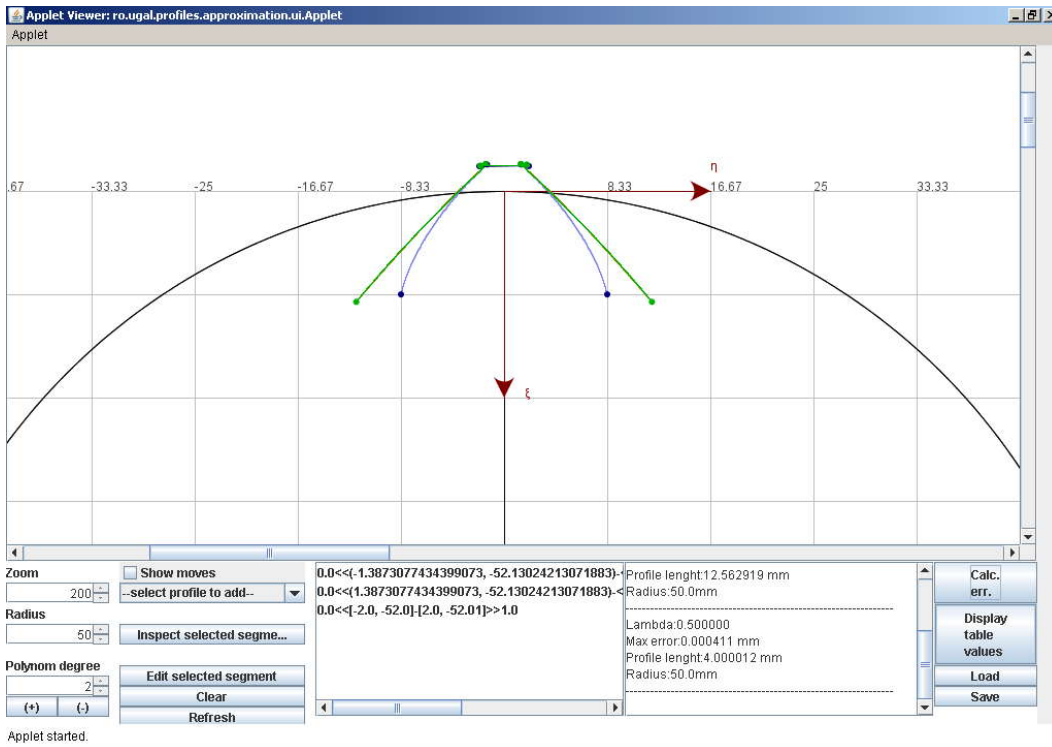 Applet Viewer: ro.ugal.profiles.approximation.ui.Applet
Applet
η
.67 -33.33 -25 -16.67 -8.33 8.33 16.67 25 33.33
ξ
Zoom
200
Radius
50
Polynom degree
2
(+) (-)
Show moves
--select profile to add--
Inspect selected segme...
Edit selected segment
Clear
Refresh
0.0<<(-1.3873077434399073, -52.13024213071883)-<
0.0<<(1.3873077434399073, -52.13024213071883)-<
0.0<<[-2.0, -52.0]-[2.0, -52.01]>>1.0
Profile lenght:12.562919 mm
Radius:50.0mm
Lambda:0.500000
Max error:0.000411 mm
Profile lenght:4.000012 mm
Radius:50.0mm
Calc.
err.
Display
table
values
Load
Save
Applet started.